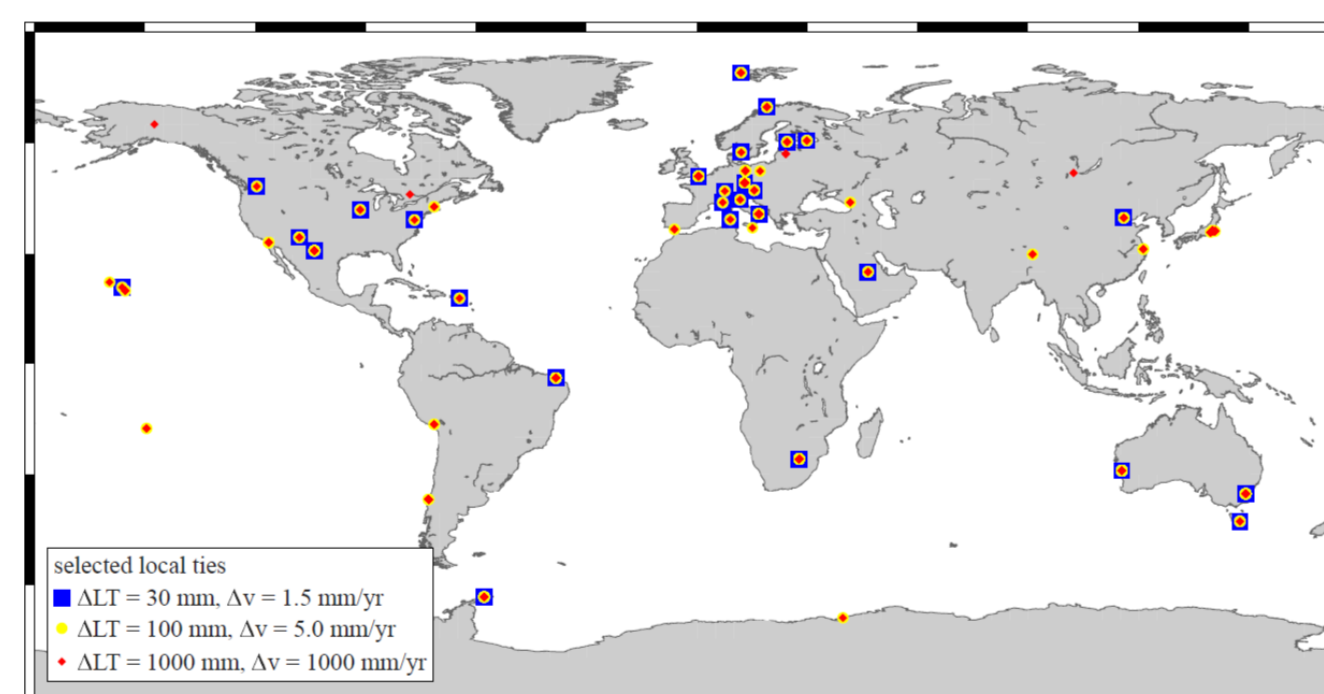 selected local ties
ΔLT = 30 mm, Δv = 1.5 mm/yr
ΔLT = 100 mm, Δv = 5.0 mm/yr
ΔLT = 1000 mm, Δv = 1000 mm/yr